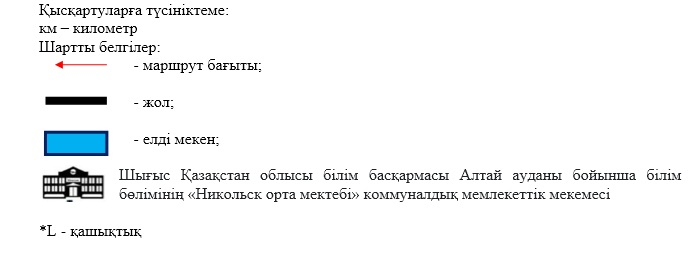 Қысқартуларға түсініктеме:
км – километр
Шартты белгілер:
- маршрут бағыты;
- жол;
- елді мекен;
Шығыс Қазақстан облысы білім басқармасы Алтай ауданы бойынша білім
бөлімінің «Никольск орта мектебі» коммуналдық мемлекеттік мекемесі
*L - қашықтық